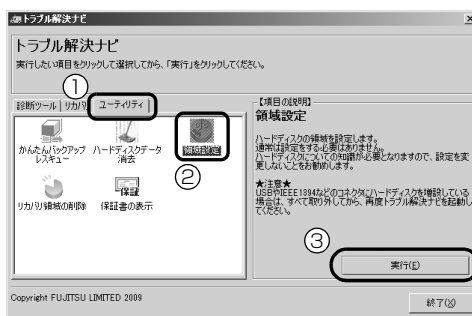 トラブル解決ナビ
トラブル解決ナビ
実行したい項目をクリックして選択してから、「実行」をクリックしてください。
①
診断ツール リカバリ ユーティリティ
かんたんバックアップ
レスキュー
ハードディスクデータ
消去
領域設定
②
リカバリ領域の削除
保証
保証書の表示
【項目の説明】
領域設定
ハードディスクの領域を設定します。
通常は設定をする必要はありません。
ハードディスクについての知識が必要となりますので、設定を変
更しないことをお勧めします。
★注意★
USBやIEEE1394などのコネクタにハードディスクを増設している
場合は、すべて取り外してから、再度トラブル解決ナビを起動し
てください。
③
実行(E)
Copyright FUJITSU LIMITED 2009
終了(X)